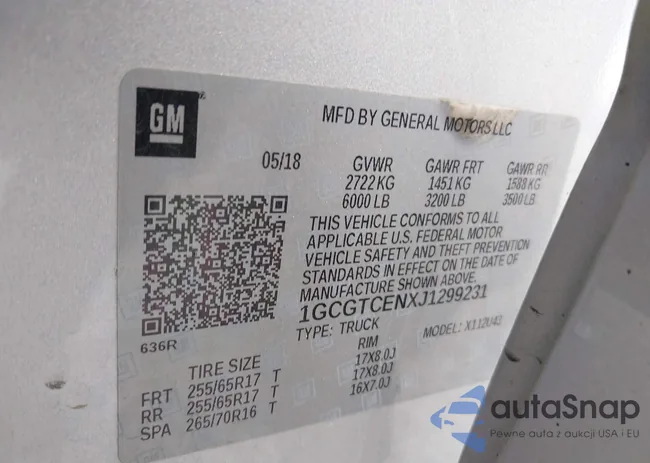 GM
MFD BY GENERAL MOTORS LLC
05/18 GVWR GAWR FRT GAWR RR
2722 KG 1451 KG 1588 KG
6000 LB 3200 LB 3500 LB
THIS VEHICLE CONFORMS TO ALL
APPLICABLE U.S. FEDERAL MOTOR
VEHICLE SAFETY AND THEFT PREVENTION
STANDARDS IN EFFECT ON THE DATE OF
MANUFACTURE SHOWN ABOVE.
1GCGTCENXJ1299231
TYPE: TRUCK MODEL: X112U43
636R
TIRE SIZE RIM
FRT 255/65R17 T 17X8.0J
RR 255/65R17 T 17X8.0J
SPA 265/70R16 T 16X7.0J
autaSnap
Pewne auta z aukcji USA i EU